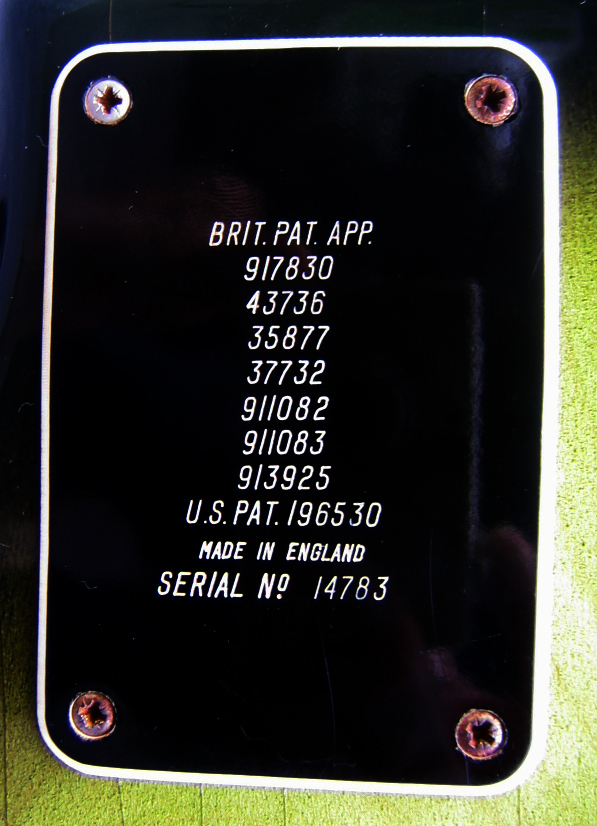 BRIT. PAT. APP.
917830
43736
35877
37732
911082
911083
913925
U.S. PAT. 196530
MADE IN ENGLAND
SERIAL Nº 14783